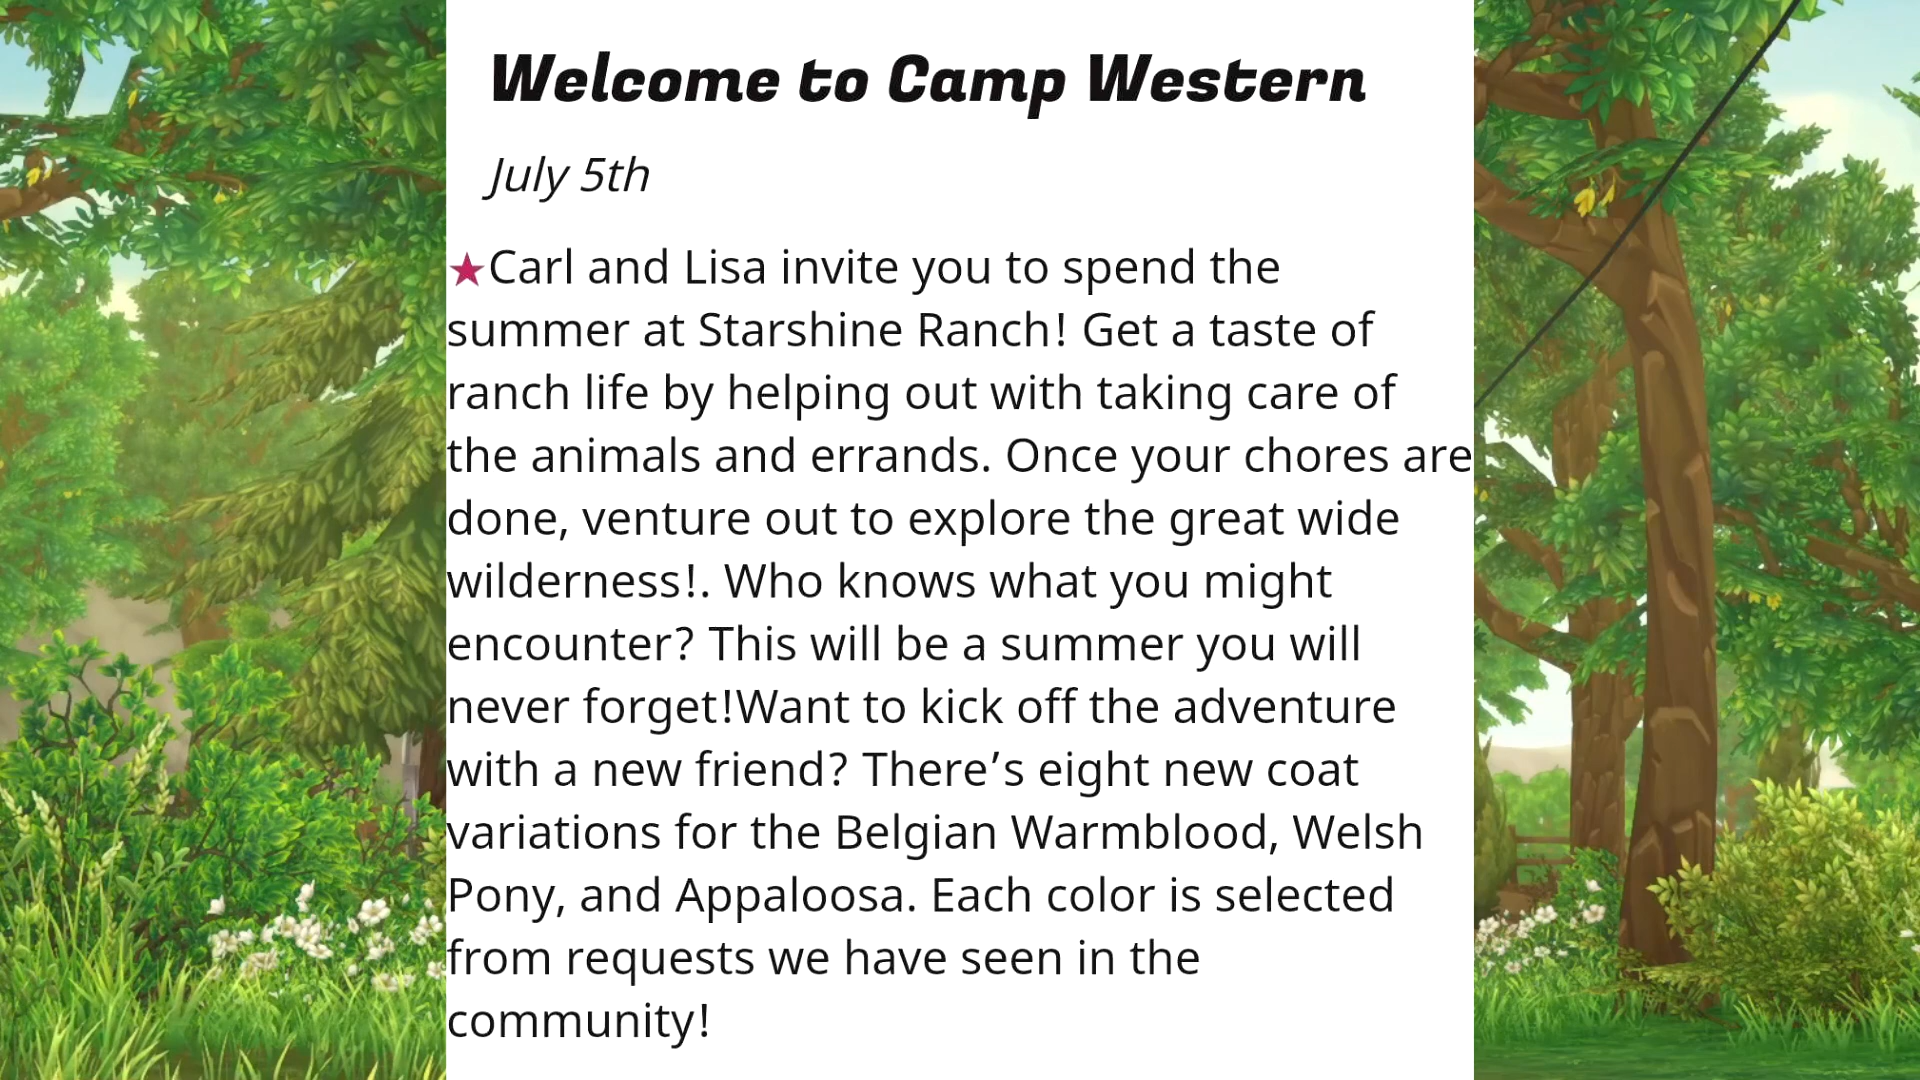 Welcome to Camp Western
July 5th
★Carl and Lisa invite you to spend the
summer at Starshine Ranch! Get a taste of
ranch life by helping out with taking care of
the animals and errands. Once your chores are
done, venture out to explore the great wide
wilderness!. Who knows what you might
encounter? This will be a summer you will
never forget!Want to kick off the adventure
with a new friend? There’s eight new coat
variations for the Belgian Warmblood, Welsh
Pony, and Appaloosa. Each color is selected
from requests we have seen in the
community!